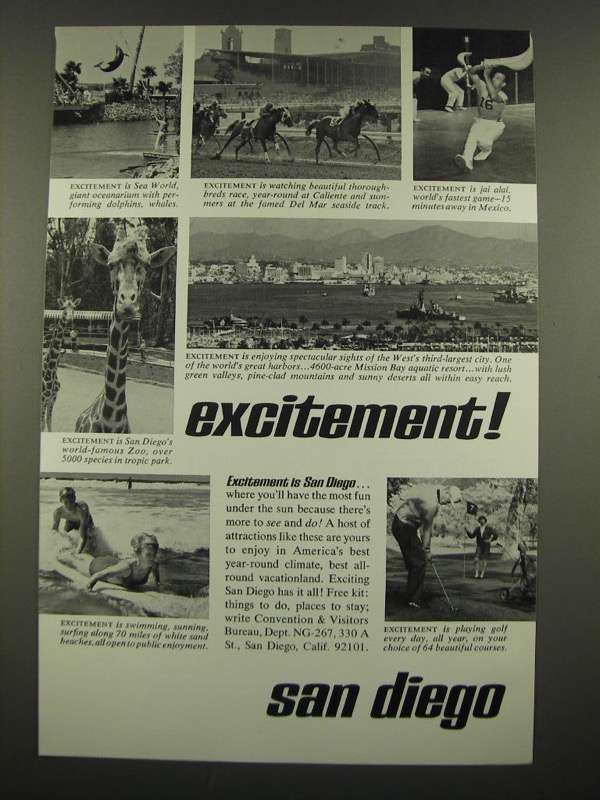 EXCITEMENT is Sea World,
giant oceanarium with per-
forming dolphins, whales.
EXCITEMENT is watching beautiful thorough-
breds race, year-round at Caliente and sum-
mers at the famed Del Mar seaside track.
16
EXCITEMENT is jai alai,
world's fastest game—15
minutes away in Mexico.
EXCITEMENT is enjoying spectacular sights of the West's third-largest city. One
of the world's great harbors...4600-acre Mission Bay aquatic resort...with lush
green valleys, pine-clad mountains and sunny deserts all within easy reach.
excitement!
EXCITEMENT is San Diego's
world-famous Zoo, over
5000 species in tropic park.
Excitement is San Diego...
where you'll have the most fun
under the sun because there's
more to see and do! A host of
attractions like these are yours
to enjoy in America's best
year-round climate, best all-
round vacationland. Exciting
San Diego has it all! Free kit:
things to do, places to stay;
write Convention & Visitors
Bureau, Dept. NG-267, 330 A
St., San Diego, Calif. 92101.
7
EXCITEMENT is swimming, sunning,
surfing along 70 miles of white sand
beaches, all open to public enjoyment.
EXCITEMENT is playing golf
every day, all year, on your
choice of 64 beautiful courses.
san diego